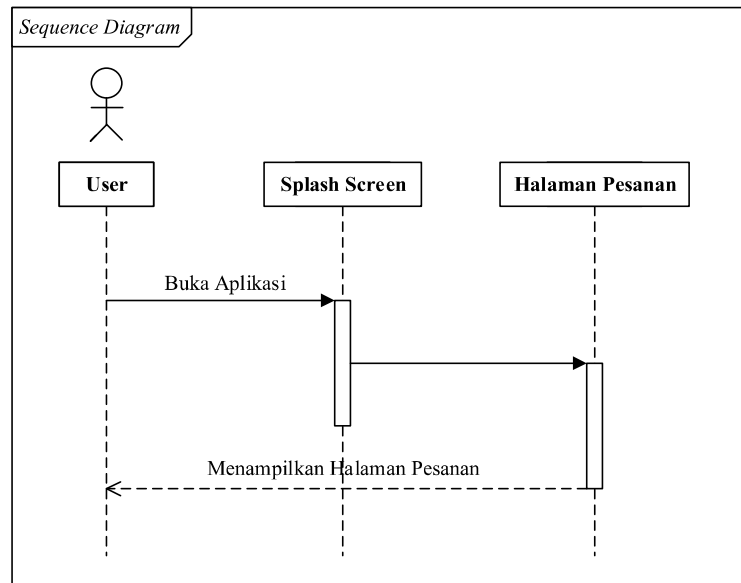 Sequence Diagram
User
Splash Screen
Halaman Pesanan
Buka Aplikasi
Menampilkan Halaman Pesanan